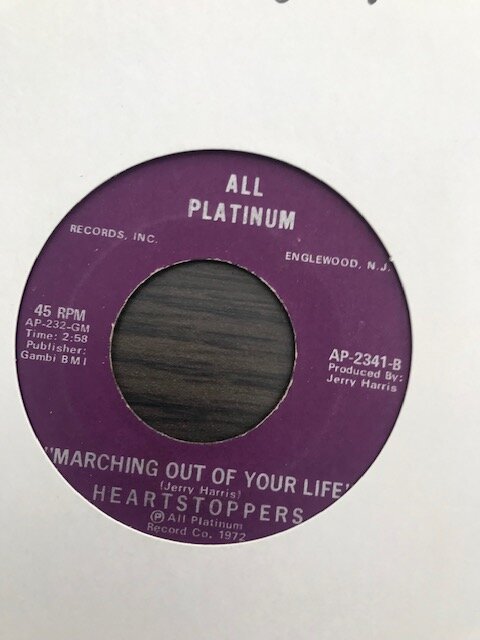 ALL
PLATINUM
RECORDS, INC.
ENGLEWOOD, N.J.
45 RPM
AP-232-GM
Time: 2:58
Publisher:
Gambi BMI
AP-2341-B
Produced By:
Jerry Harris
"MARCHING OUT OF YOUR LIFE"
(Jerry Harris)
HEARTSTOPPERS
Ⓟ All Platinum
Record Co. 1972